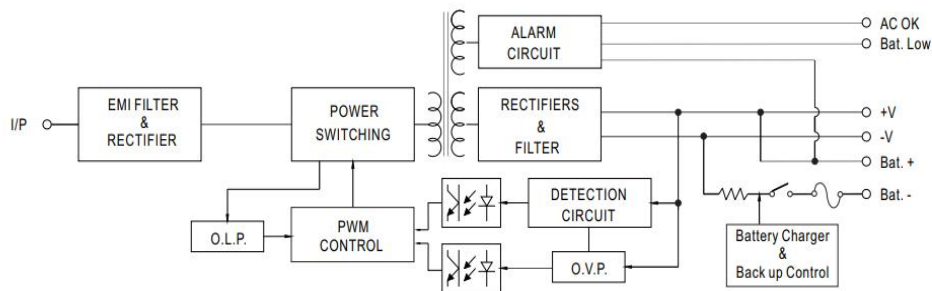 ALARM
CIRCUIT
AC OK
Bat. Low
I/P
EMI FILTER
&
RECTIFIER
POWER
SWITCHING
RECTIFIERS
&
FILTER
+V
-V
Bat. +
Bat. -
O.L.P.
PWM
CONTROL
DETECTION
CIRCUIT
O.V.P.
Battery Charger
&
Back up Control